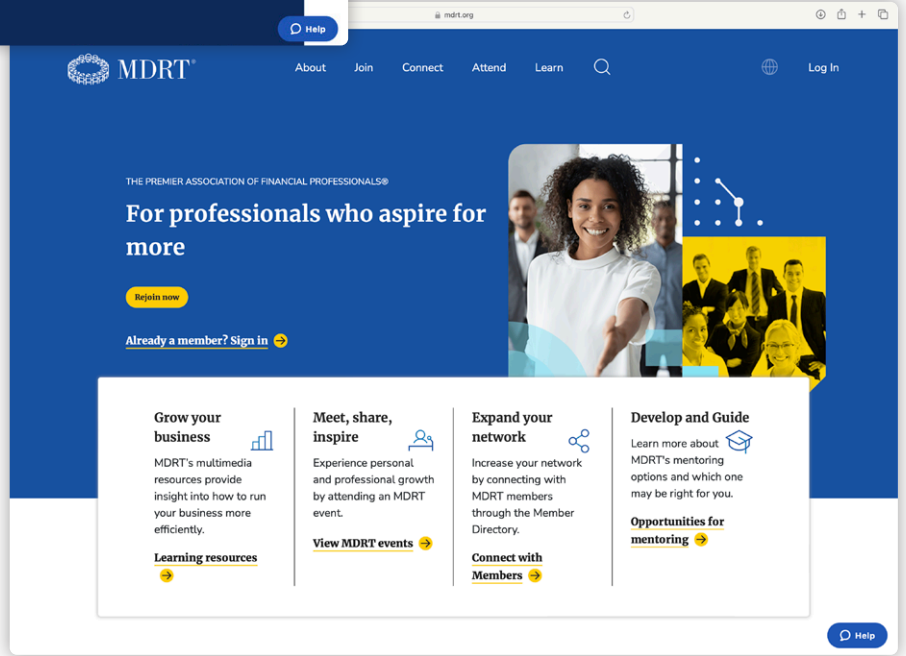 Help
mdrt.org
MDRT®
About Join Connect Attend Learn Log In
THE PREMIER ASSOCIATION OF FINANCIAL PROFESSIONALS®
For professionals who aspire for
more
Rejoin now
Already a member? Sign in
Grow your
business
MDRT's multimedia
resources provide
insight into how to run
your business more
efficiently.
Learning resources
Meet, share,
inspire
Experience personal
and professional growth
by attending an MDRT
event.
View MDRT events
Expand your
network
Increase your network
by connecting with
MDRT members
through the Member
Directory.
Connect with
Members
Develop and Guide
Learn more about
MDRT's mentoring
options and which one
may be right for you.
Opportunities for
mentoring
Help